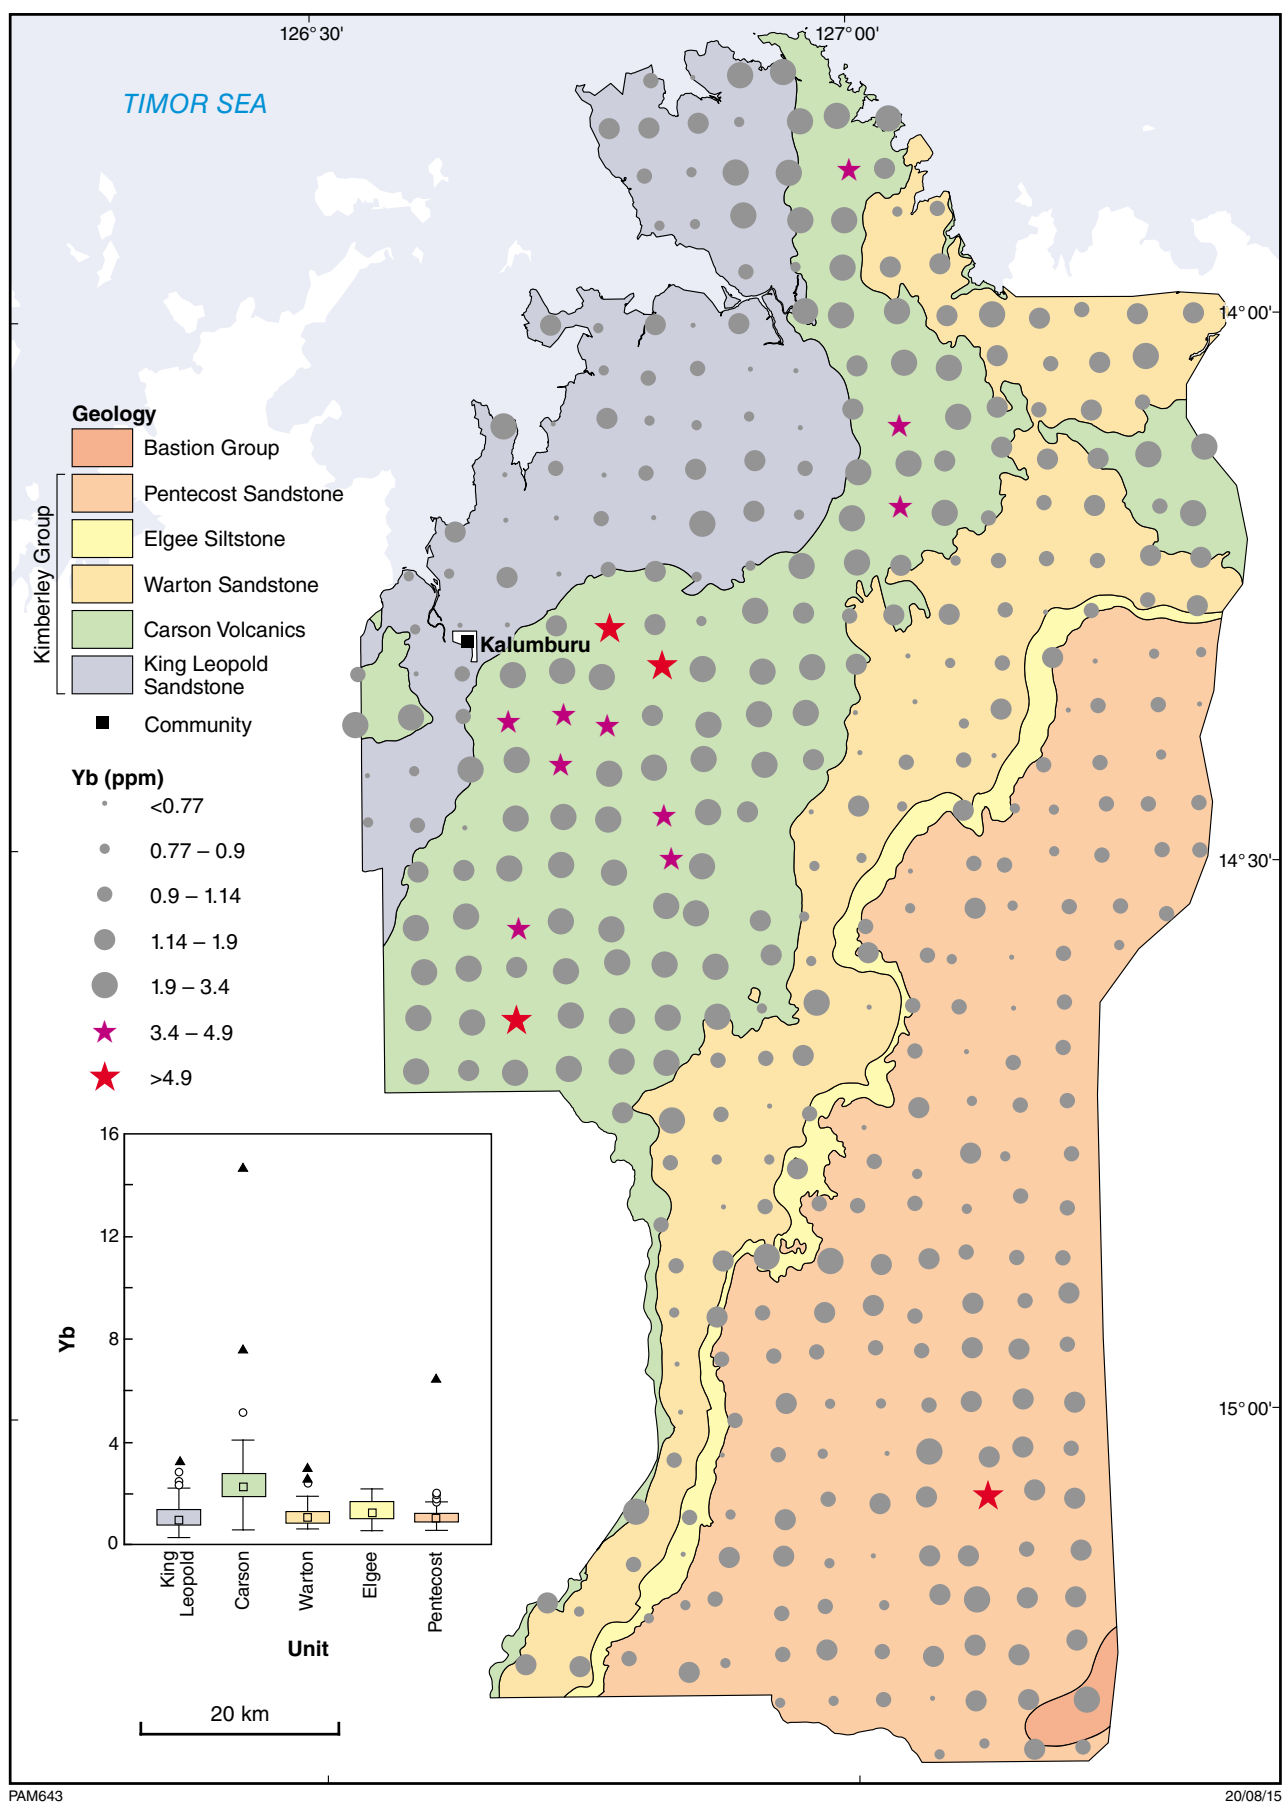 126°30'
127°00'
TIMOR SEA
14°00'
Geology
Bastion Group
Kimberley Group
Pentecost Sandstone
Elgee Siltstone
Warton Sandstone
Carson Volcanics
King Leopold
Sandstone
Community
Kalumburu
Yb (ppm)
<0.77
0.77 – 0.9
0.9 – 1.14
1.14 – 1.9
1.9 – 3.4
3.4 – 4.9
>4.9
14°30'
16
12
8
4
0
Yb
King
Leopold
Carson
Warton
Elgee
Pentecost
Unit
15°00'
20 km
PAM643
20/08/15